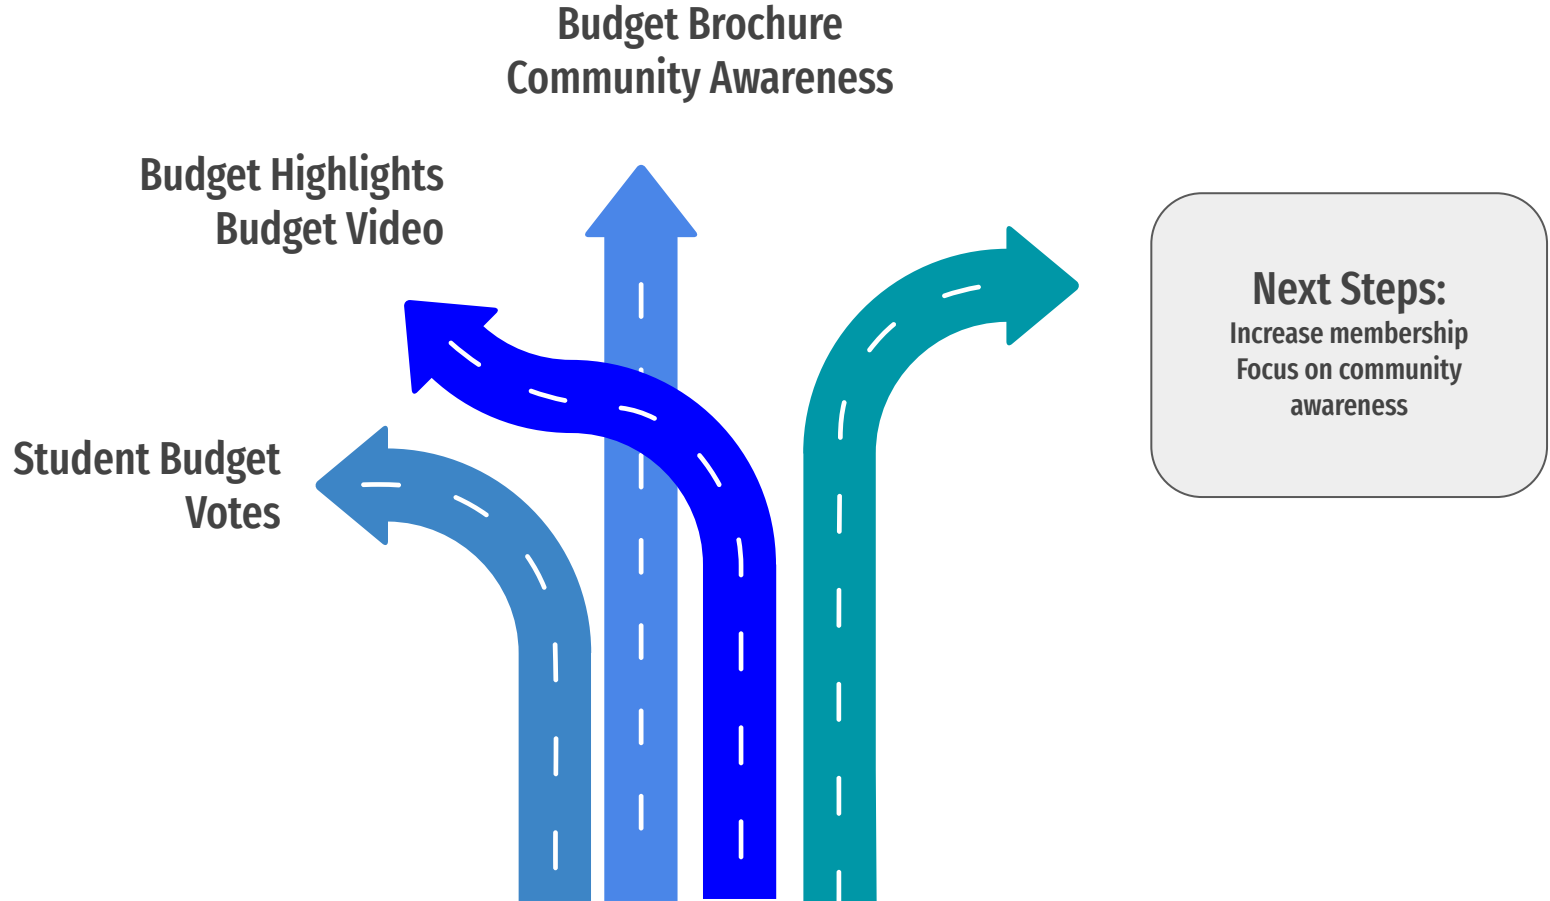 Budget Brochure
Community Awareness
Budget Highlights
Budget Video
Student Budget
Votes
Next Steps:
Increase membership
Focus on community
awareness